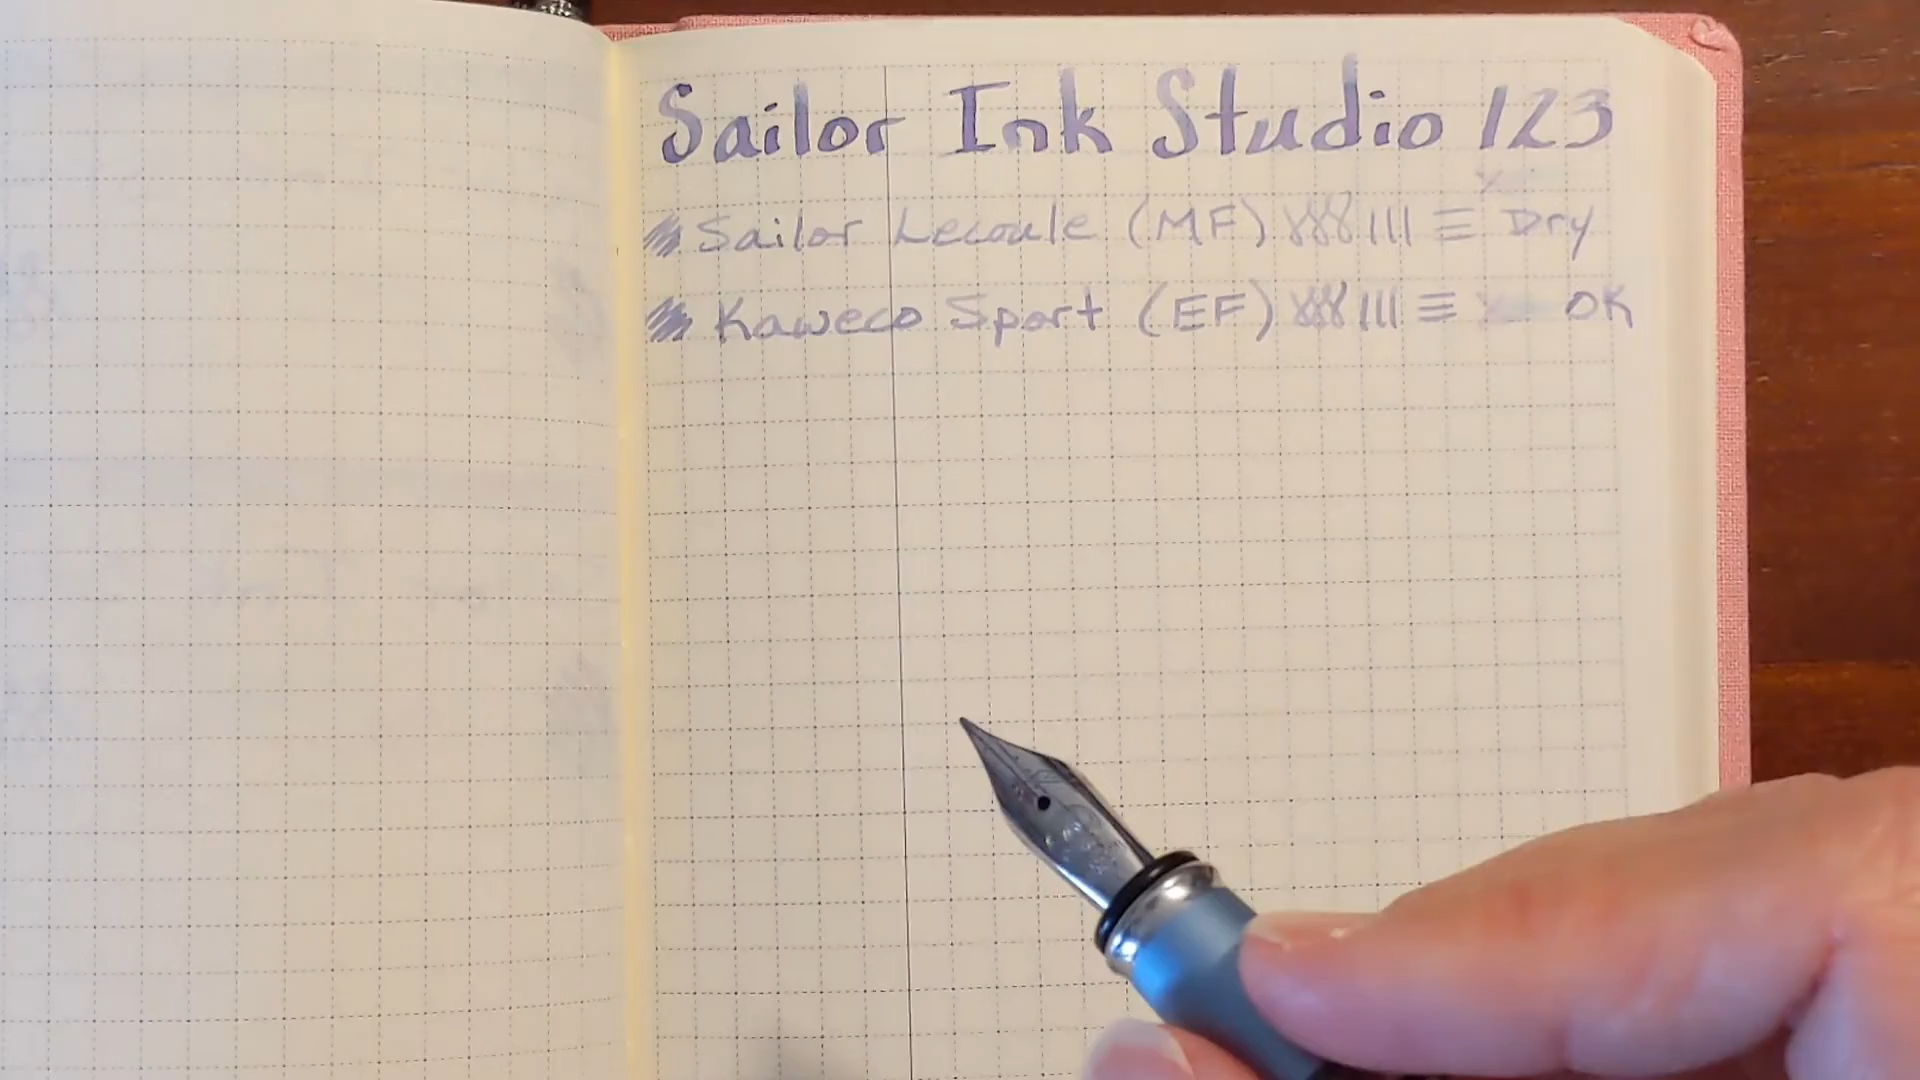 Sailor Ink Studio 123
Sailor Lecoule (MF) Dry
Kaweco Sport (EF) OK